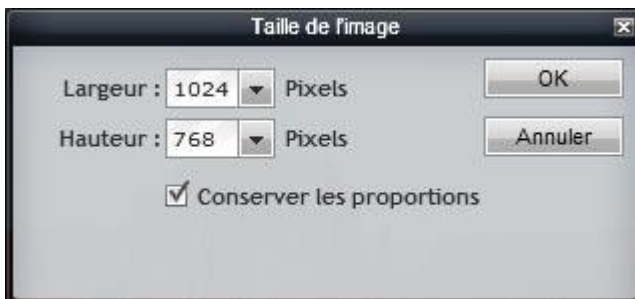 Taille de l'image
Largeur : 1024 Pixels OK
Hauteur : 768 Pixels Annuler
Conserver les proportions